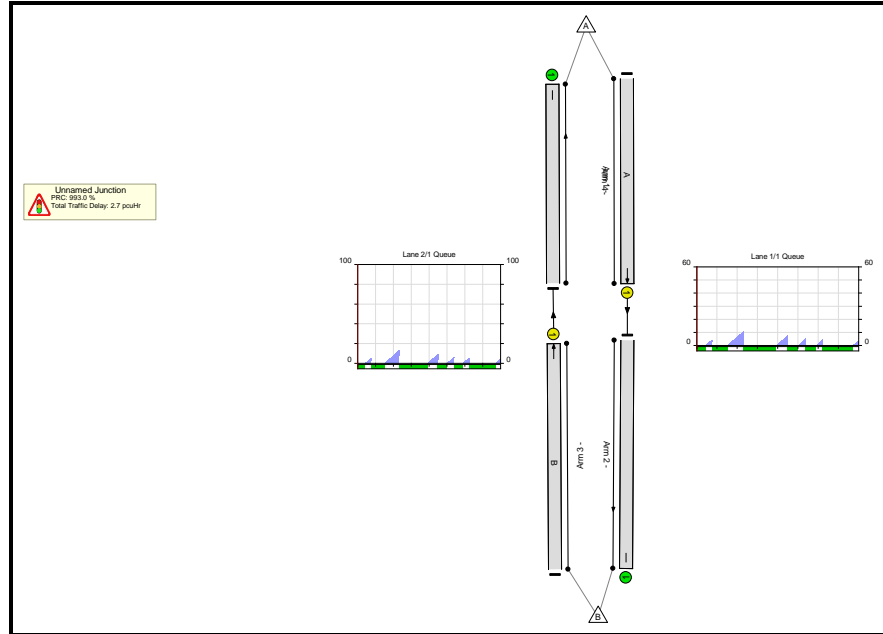 A
Unnamed Junction
PRC: 993.0 %
Total Traffic Delay: 2.7 pcuHr
A
Lane 2/1 Queue
100
100
0
0
Lane 1/1 Queue
60
60
0
0
B
Arm 3 -
Arm 2 -
B